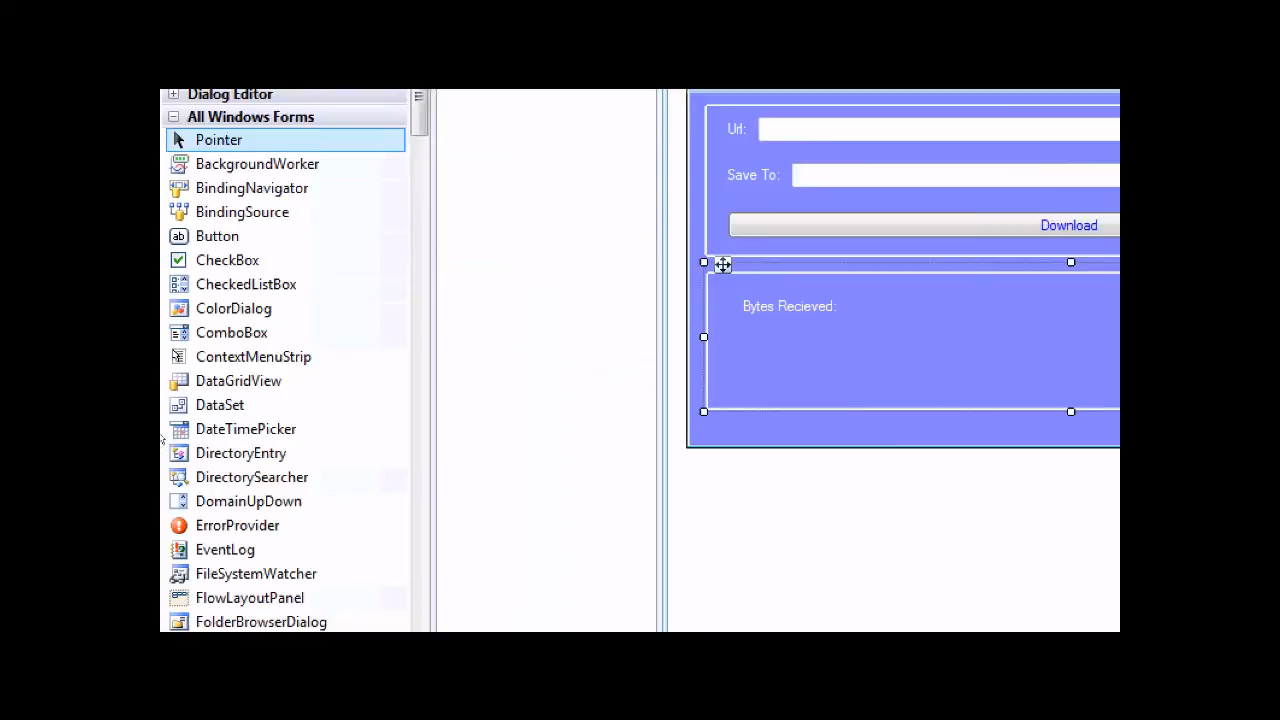 Dialog Editor
All Windows Forms
Pointer
BackgroundWorker
BindingNavigator
BindingSource
Button
CheckBox
CheckedListBox
ColorDialog
ComboBox
ContextMenuStrip
DataGridView
DataSet
DateTimePicker
DirectoryEntry
DirectorySearcher
DomainUpDown
ErrorProvider
EventLog
FileSystemWatcher
FlowLayoutPanel
FolderBrowserDialog
Url:
Save To:
Download
Bytes Recieved: